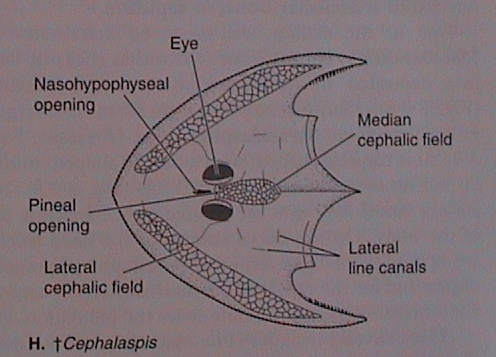 Eye
Nasohypophyseal
opening
Median
cephalic field
Pineal
opening
Lateral
cephalic field
Lateral
line canals
H. †Cephalaspis